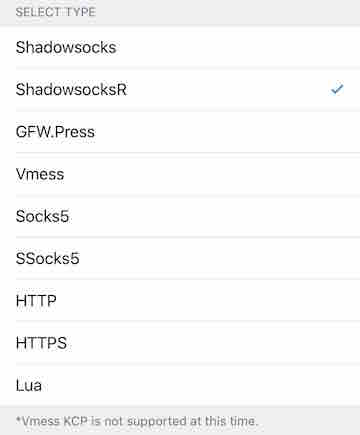 SELECT TYPE
Shadowsocks
ShadowsocksR
GFW.Press
Vmess
Socks5
SSocks5
HTTP
HTTPS
Lua
*Vmess KCP is not supported at this time.